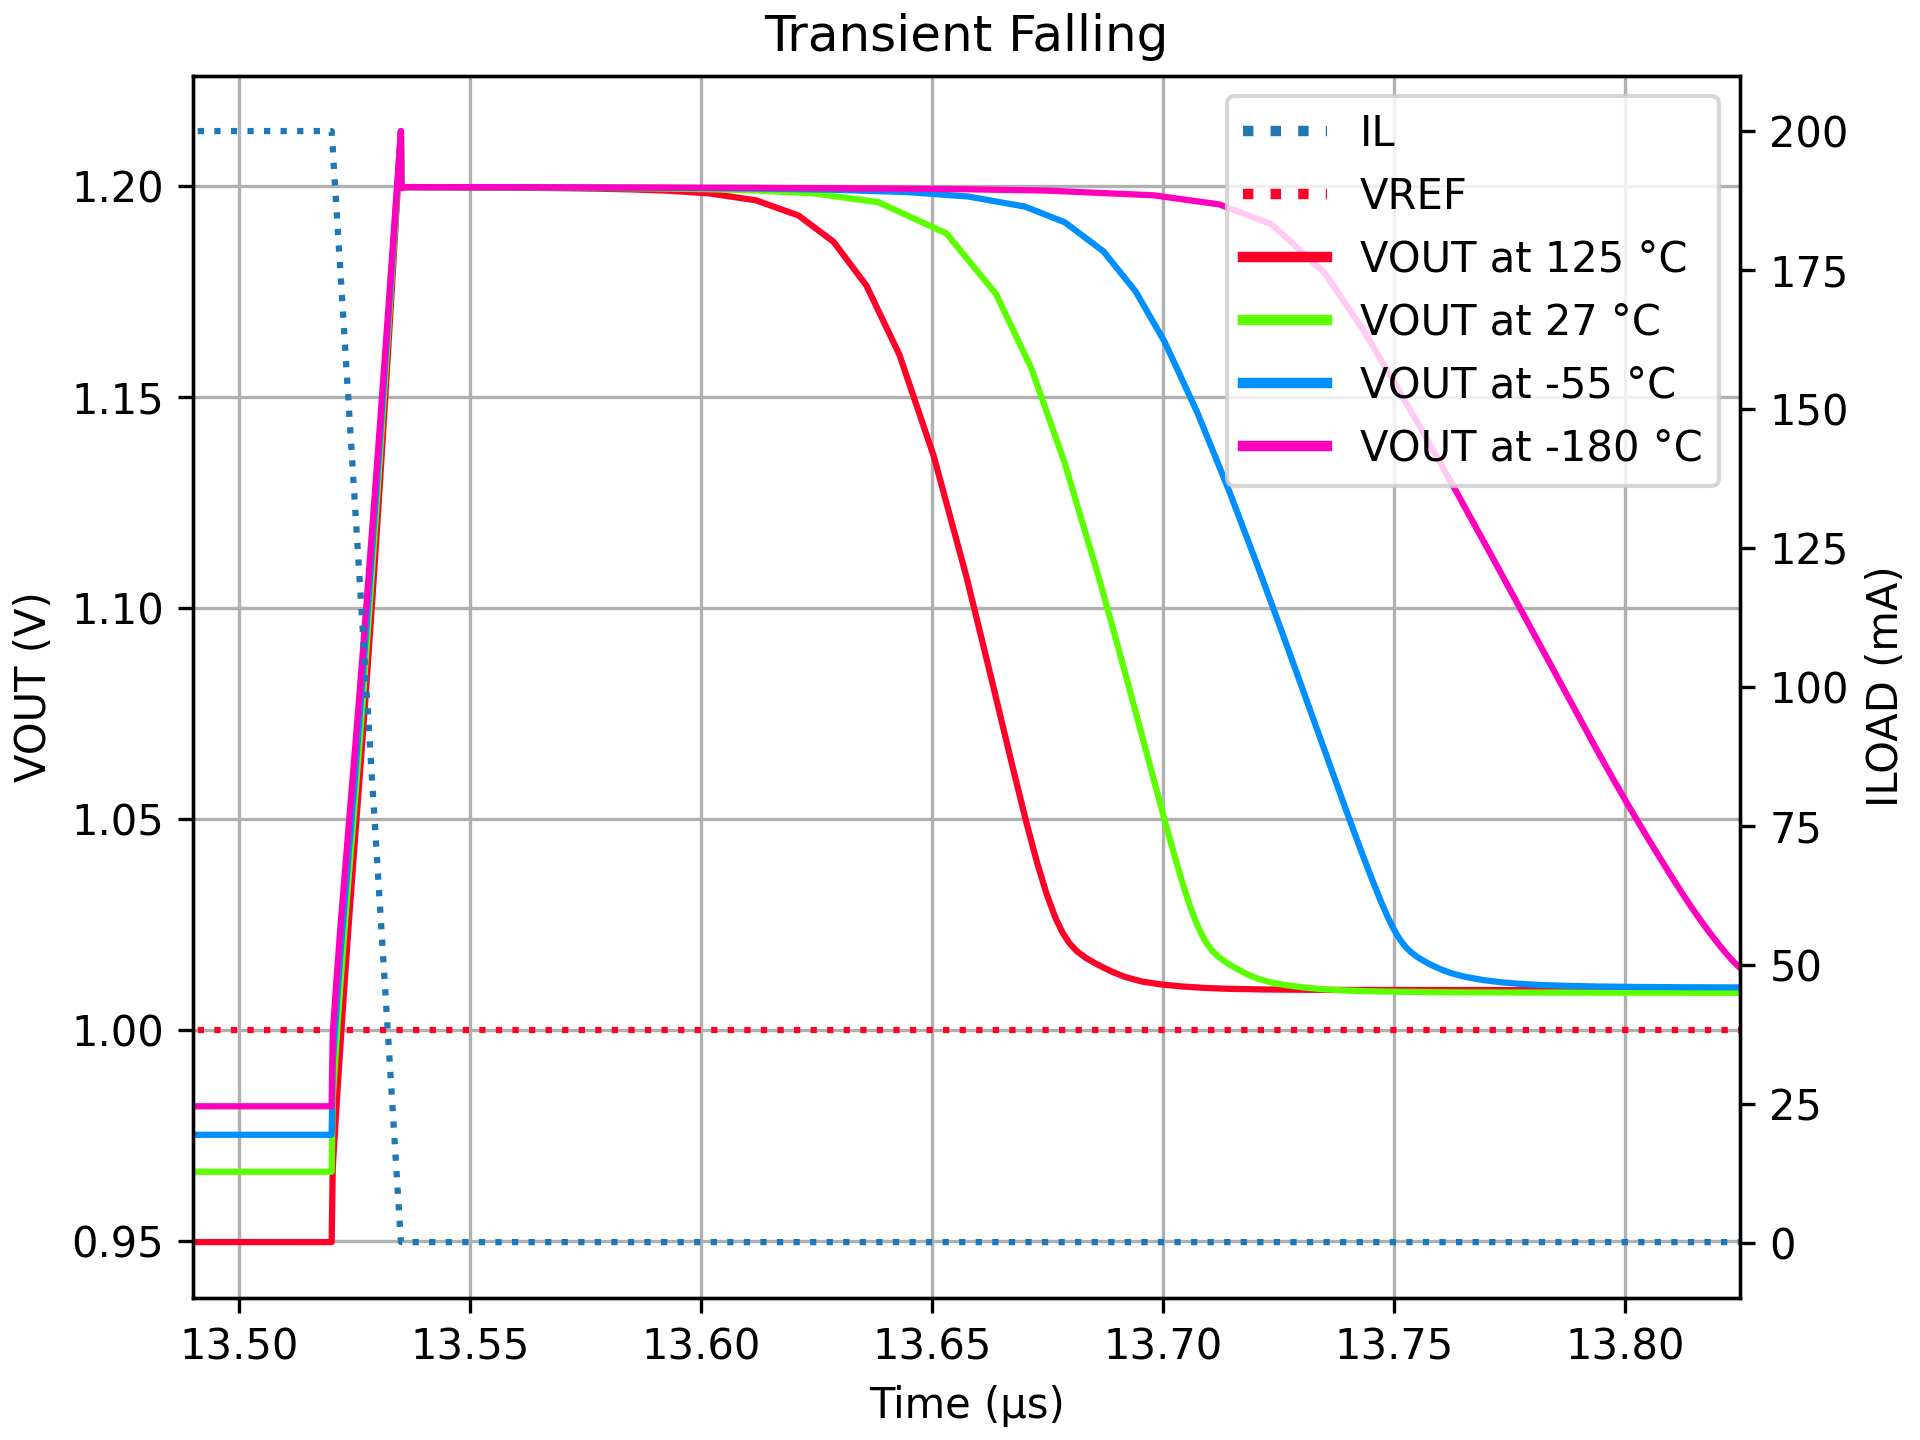 Transient Falling
IL
VREF
VOUT at 125 °C
VOUT at 27 °C
VOUT at -55 °C
VOUT at -180 °C
VOUT (V)
1.20
1.15
1.10
1.05
1.00
0.95
200
175
150
125
100
75
50
25
0
ILOAD (mA)
13.50 13.55 13.60 13.65 13.70 13.75 13.80
Time (µs)